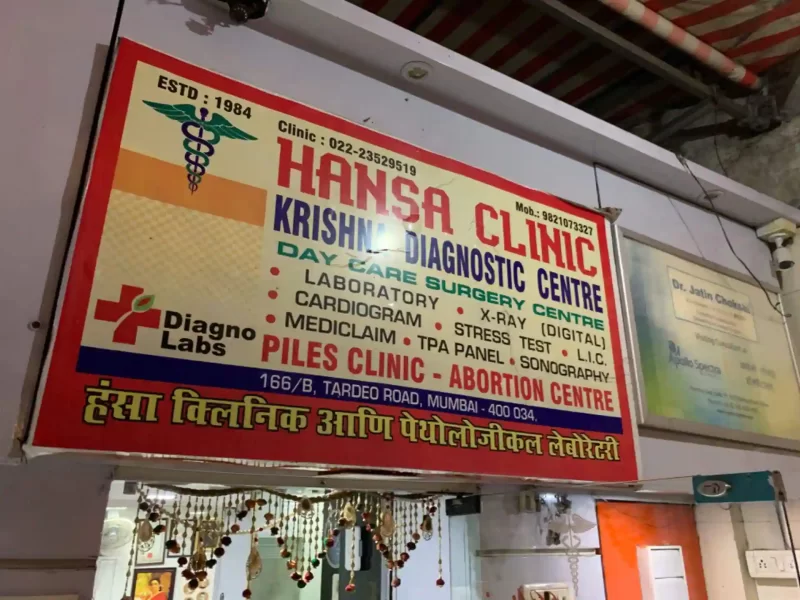 ESTD : 1984
Clinic : 022-23529519
Mob.: 9821073327
HANSA CLINIC
KRISHNA DIAGNOSTIC CENTRE
DAY CARE SURGERY CENTRE
• LABORATORY • X-RAY (DIGITAL)
• CARDIOGRAM • STRESS TEST • L.I.C.
• MEDICLAIM • TPA PANEL • SONOGRAPHY
Diagno
Labs
PILES CLINIC - ABORTION CENTRE
166/B, TARDEO ROAD, MUMBAI - 400 034.
हंसा क्लिनिक आणि पेथोलोजीकल लेबोरेटरी
Dr. Jatin
Apollo Spectra